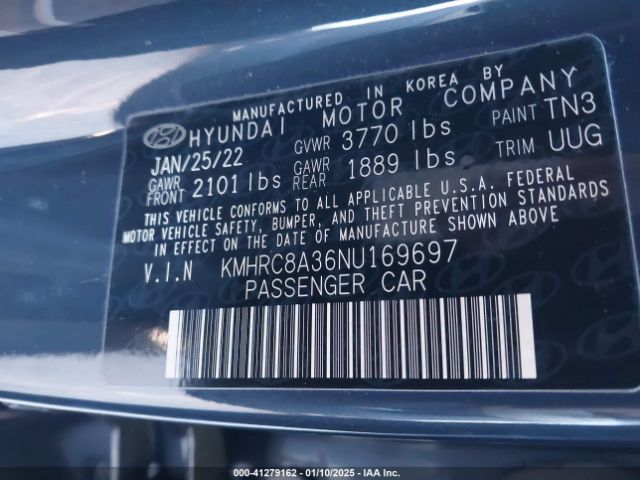 MANUFACTURED IN KOREA BY
HYUNDAI MOTOR COMPANY
JAN/25/22 GVWR 3770 lbs PAINT TN3
GAWR FRONT 2101 lbs GAWR REAR 1889 lbs TRIM UUG
THIS VEHICLE CONFORMS TO ALL APPLICABLE U.S.A. FEDERAL
MOTOR VEHICLE SAFETY, BUMPER, AND THEFT PREVENTION STANDARDS
IN EFFECT ON THE DATE OF MANUFACTURE SHOWN ABOVE
V.I.N KMHRC8A36NU169697
PASSENGER CAR
000-41279162 01/10/2025 IAA Inc.